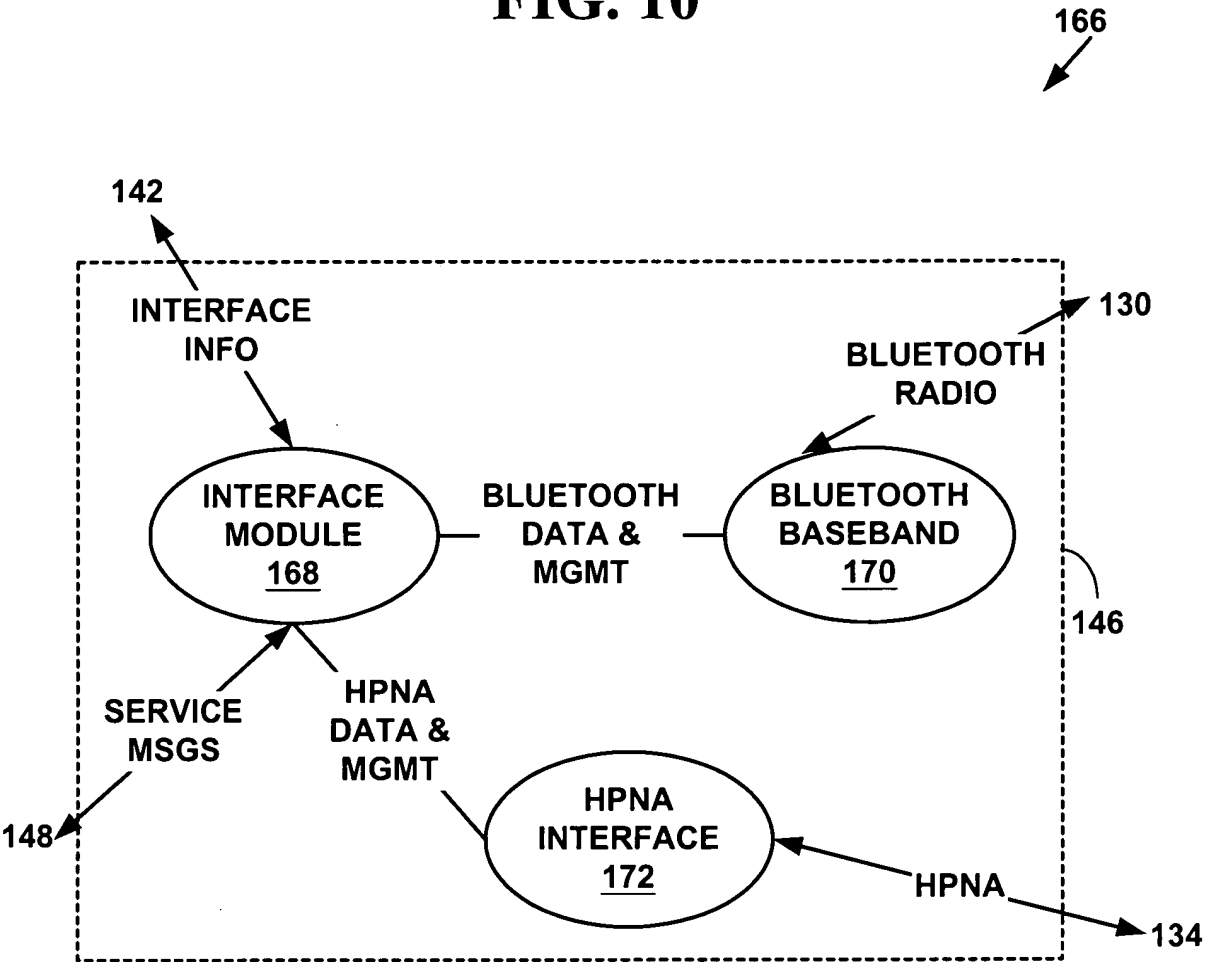 FIG. 10
166
142
INTERFACE
INFO
130
BLUETOOTH
RADIO
INTERFACE
MODULE
168
BLUETOOTH
DATA &
MGMT
BLUETOOTH
BASEBAND
170
146
SERVICE
MSGS
HPNA
DATA &
MGMT
148
HPNA
INTERFACE
172
HPNA
134